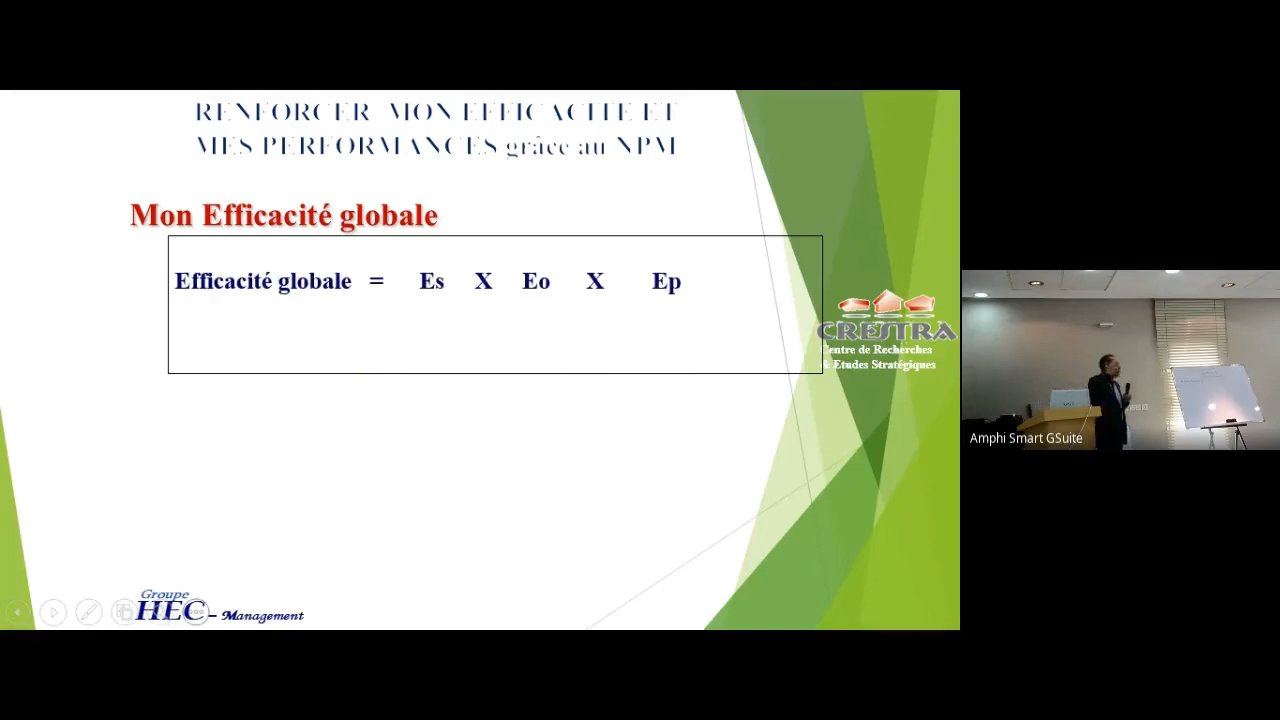 RENFORCER MON EFFICACITE ET
MES PERFORMANCES grâce au NPM
Mon Efficacité globale
Efficacité globale = Es X Eo X Ep
CRESTRA
Centre de Recherches
& Etudes Stratégiques
Amphi Smart GSuite
Groupe
HEC - Management